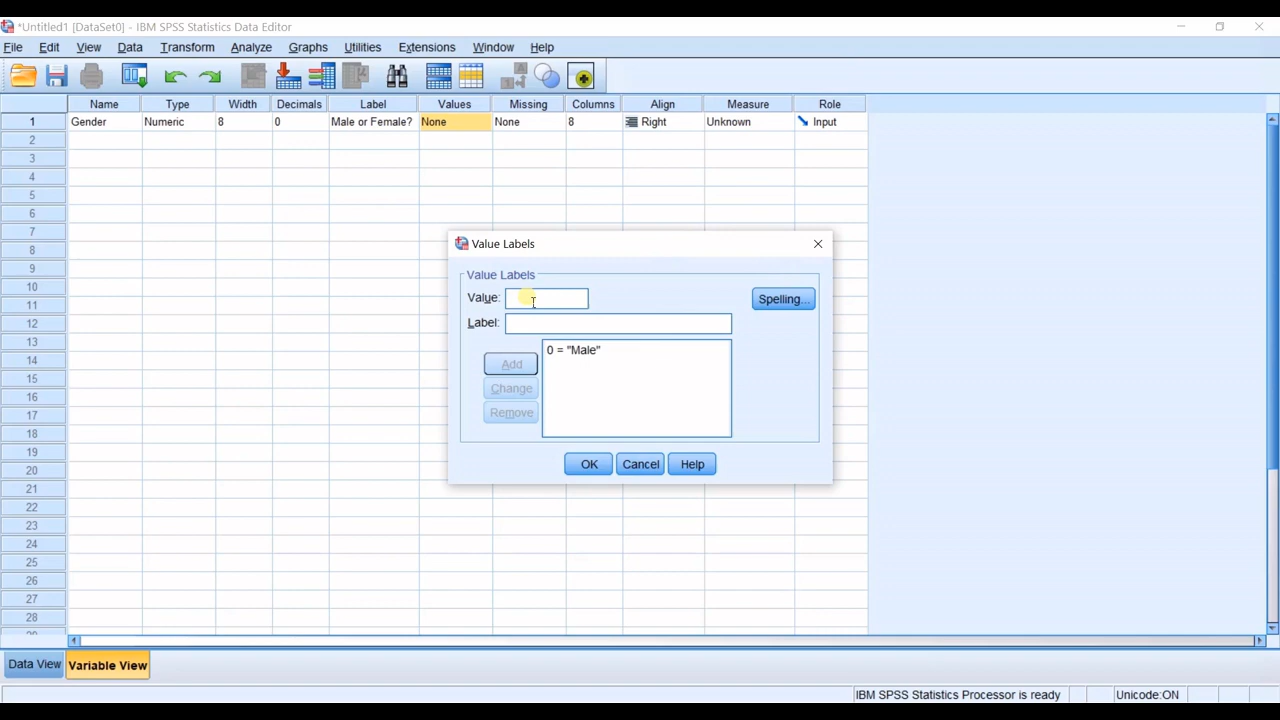 *Untitled1 [DataSet0] - IBM SPSS Statistics Data Editor
File Edit View Data Transform Analyze Graphs Utilities Extensions Window Help
Name Type Width Decimals Label Values Missing Columns Align Measure Role
1 Gender Numeric 8 0 Male or Female? None None 8 Right Unknown Input
2
3
4
5
6
7
8
9
10
11
12
13
14
15
16
17
18
19
20
21
22
23
24
25
26
27
28
29
Value Labels
Value Labels
Value: Spelling...
Label:
0 = "Male"
Add
Change
Remove
OK Cancel Help
Data View Variable View
IBM SPSS Statistics Processor is ready Unicode:ON